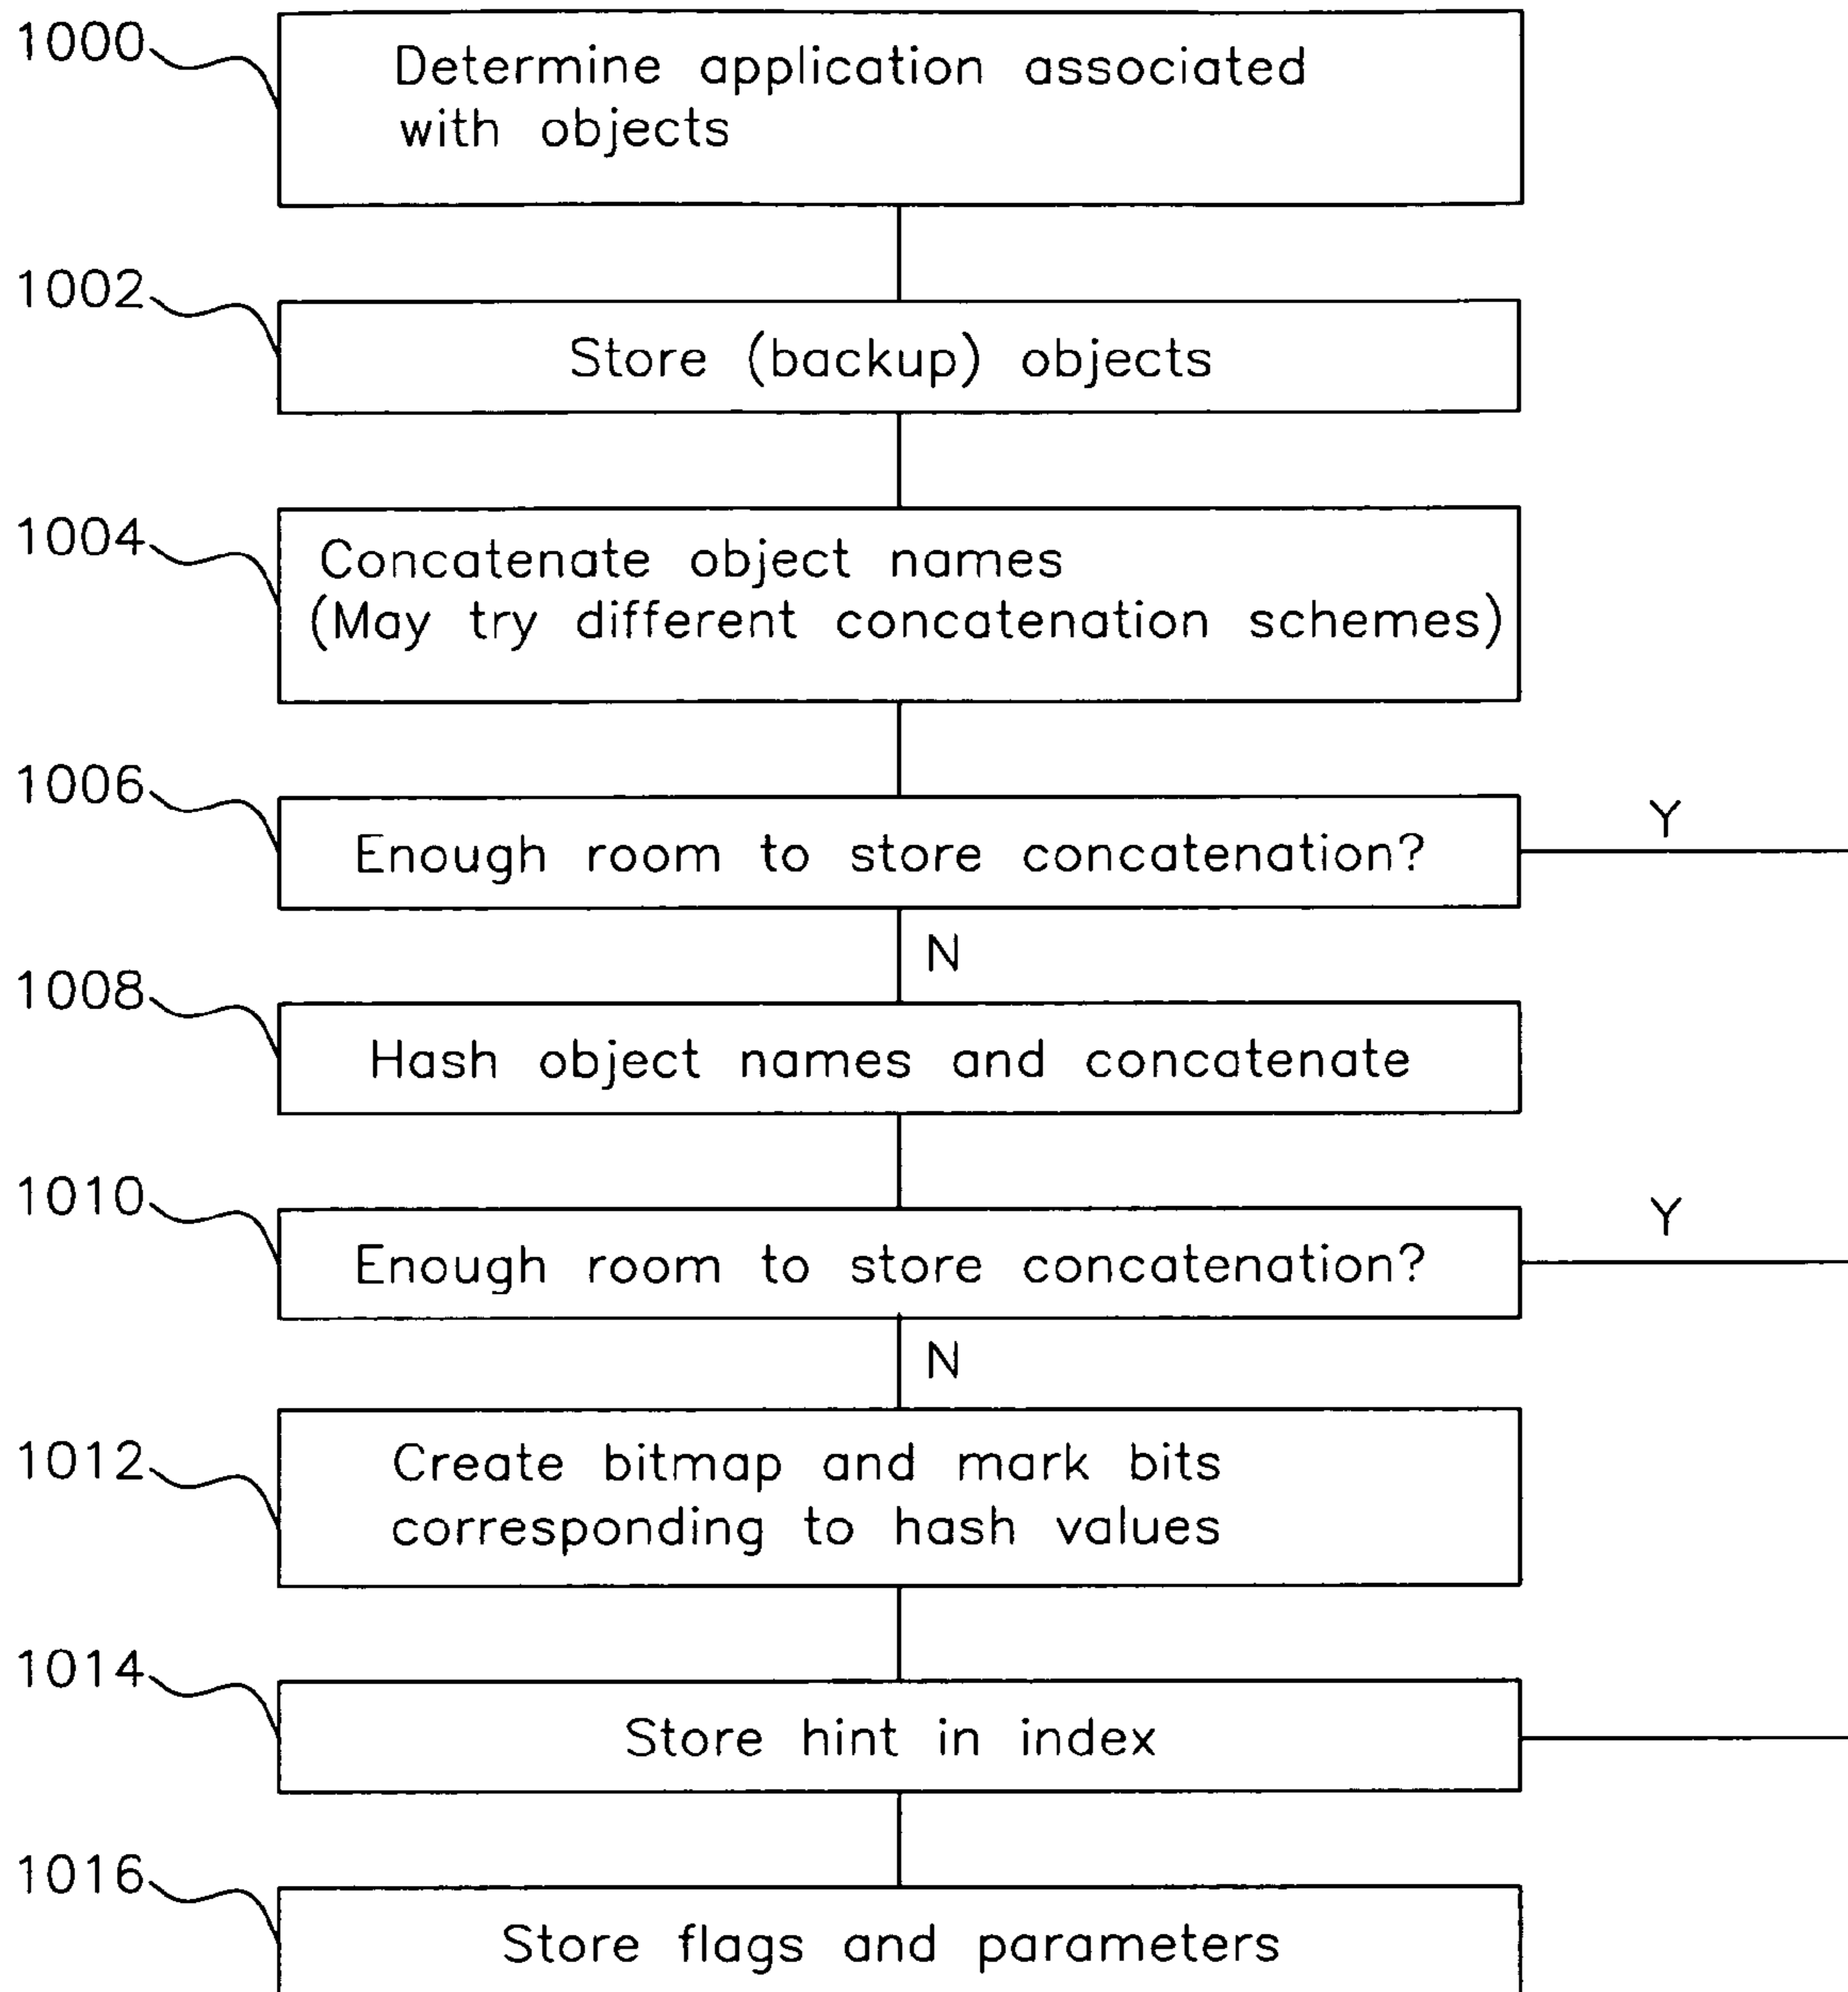 1000
Determine application associated
with objects
1002
Store (backup) objects
1004
Concatenate object names
(May try different concatenation schemes)
1006
Enough room to store concatenation?
Y
N
1008
Hash object names and concatenate
1010
Enough room to store concatenation?
Y
N
1012
Create bitmap and mark bits
corresponding to hash values
1014
Store hint in index
1016
Store flags and parameters